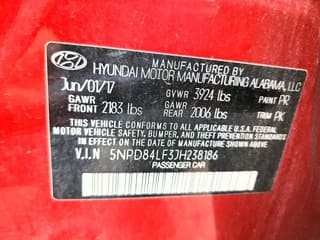 MANUFACTURED BY
HYUNDAI MOTOR MANUFACTURING ALABAMA, LLC
Jun/01/17 GVWR 3924 lbs PAINT PR
GAWR FRONT 2183 lbs GAWR REAR 2006 lbs TRIM PK
THIS VEHICLE CONFORMS TO ALL APPLICABLE FEDERAL
MOTOR VEHICLE SAFETY, BUMPER, AND THEFT PREVENTION STANDARDS
IN EFFECT ON THE DATE OF MANUFACTURE SHOWN ABOVE.
V.I.N 5NPD84LF3JH238186
PASSENGER CAR